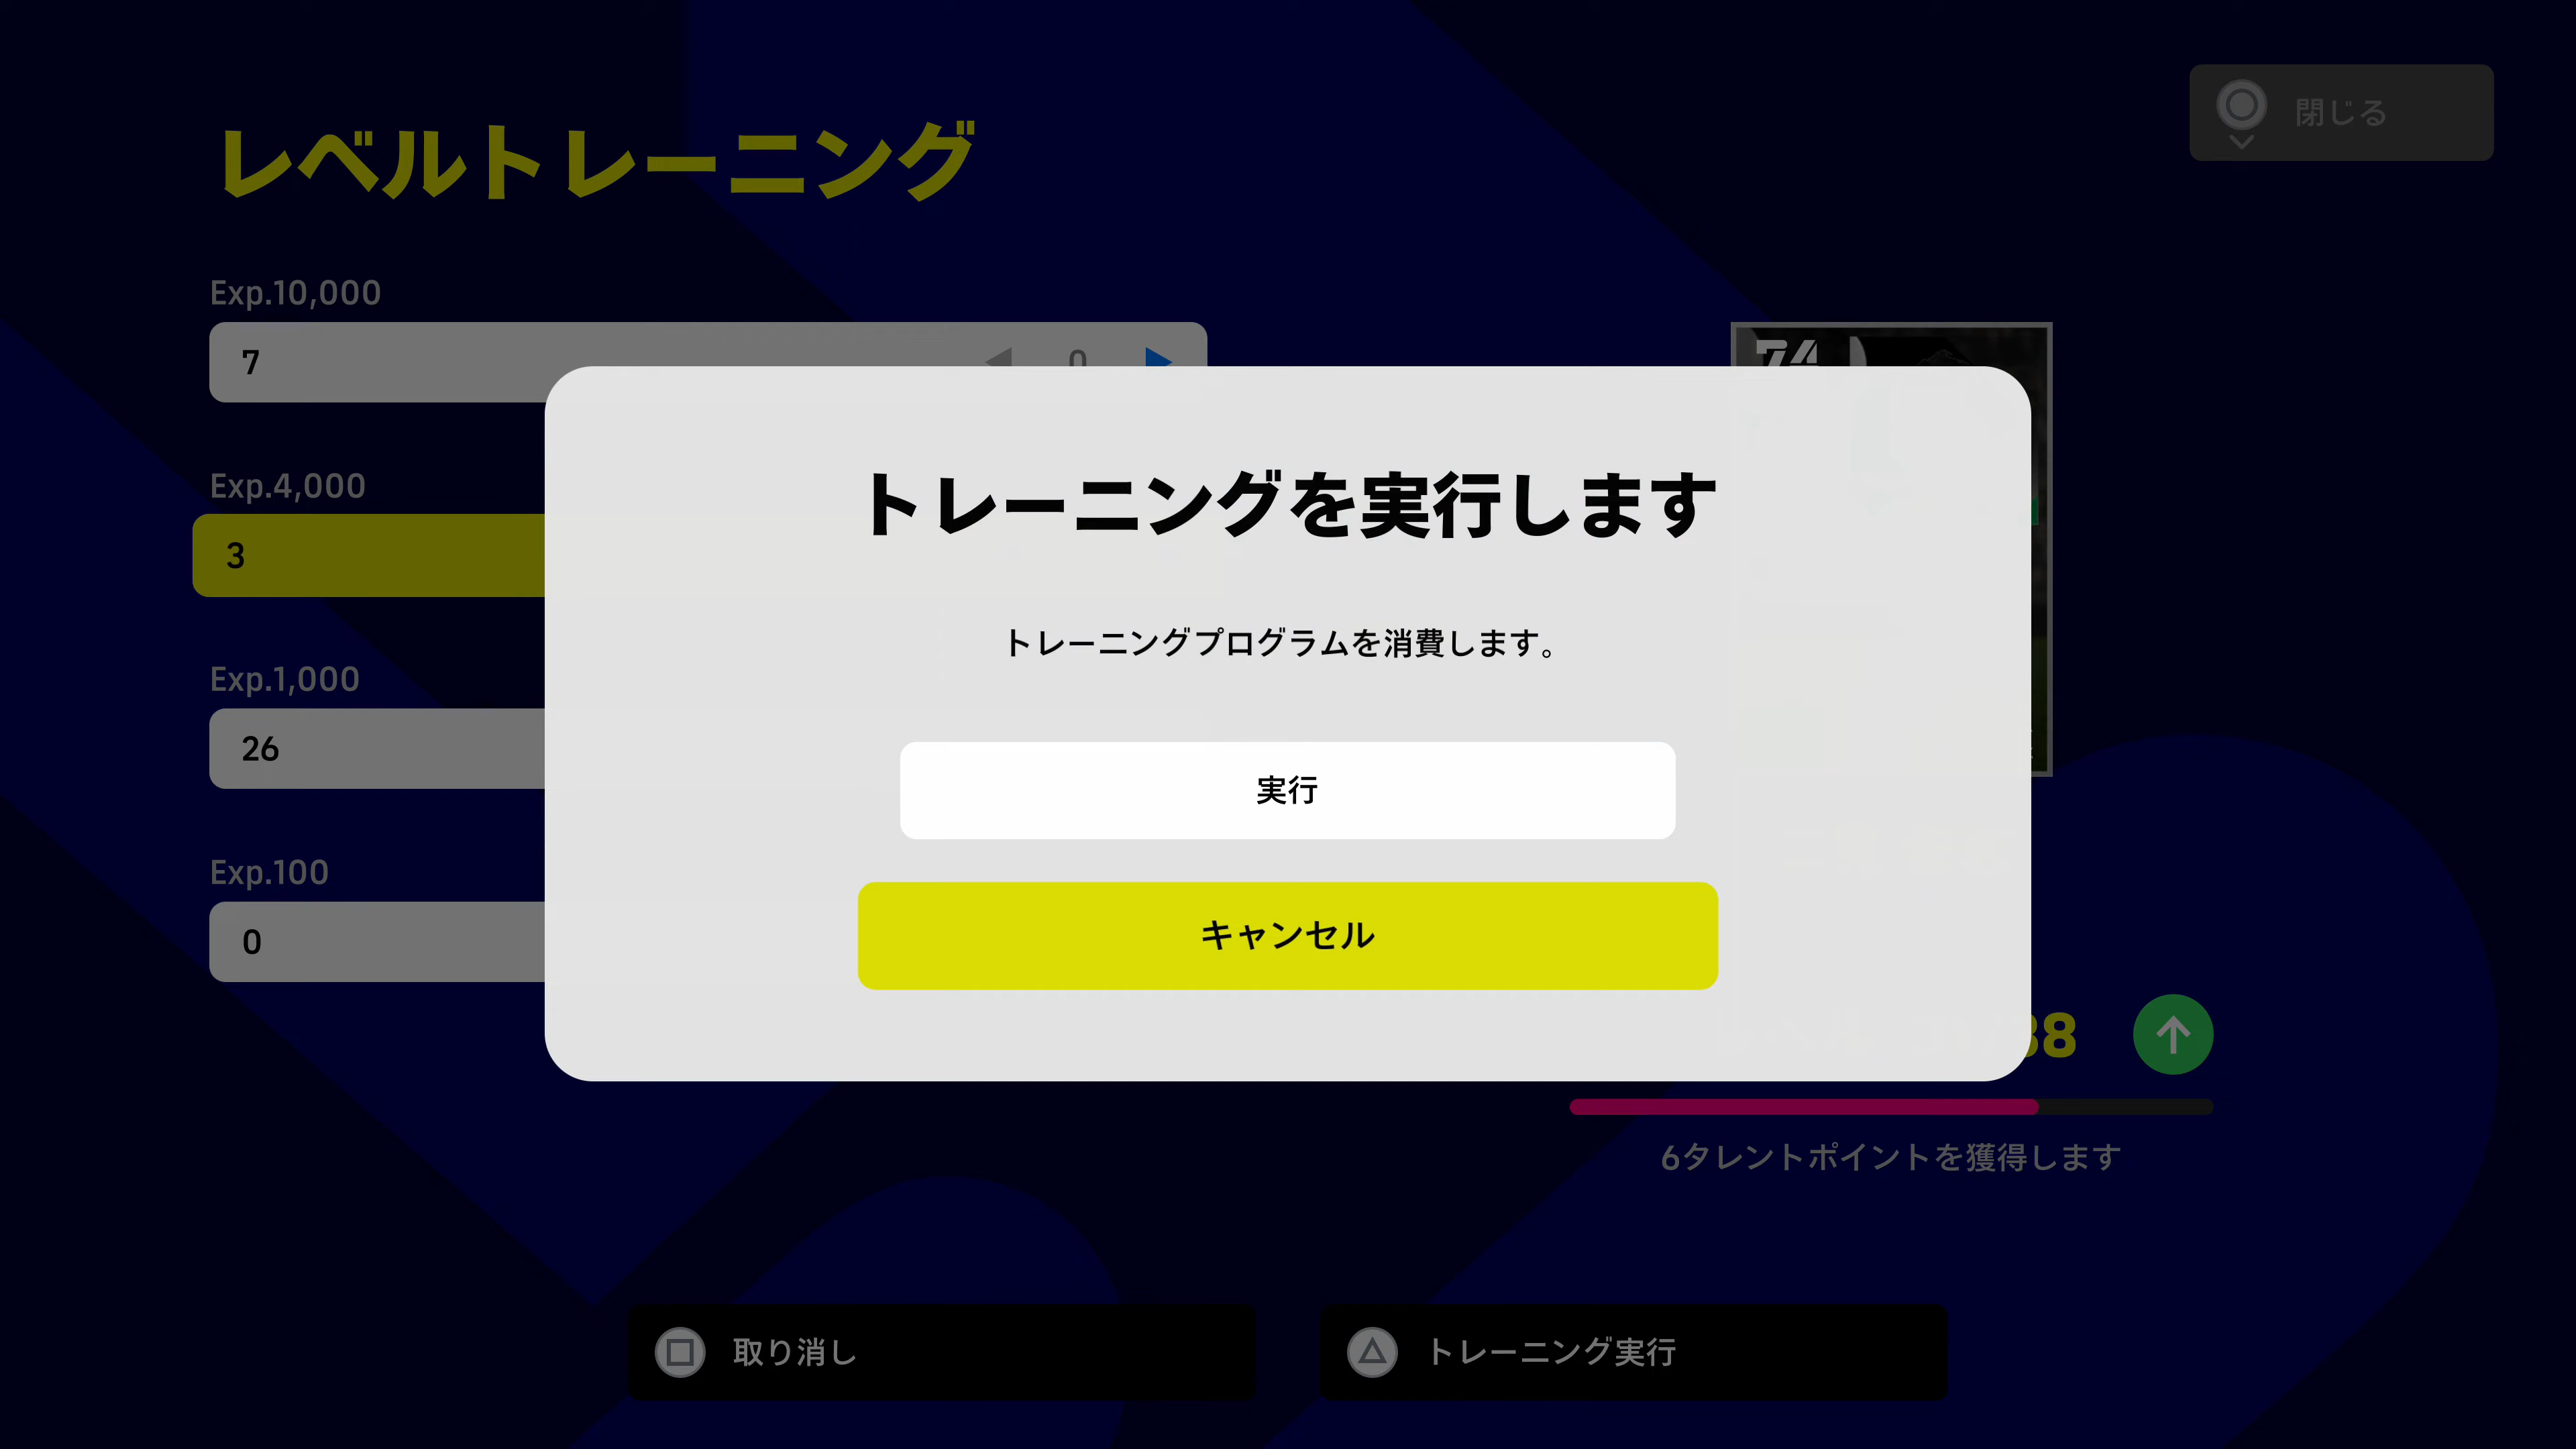 レベルトレーニング
閉じる
Exp.10,000
7
0
74
Exp.4,000
3
Exp.1,000
26
Exp.100
0
トレーニングを実行します
トレーニングプログラムを消費します。
実行
キャンセル
38
6タレントポイントを獲得します
取り消し
トレーニング実行